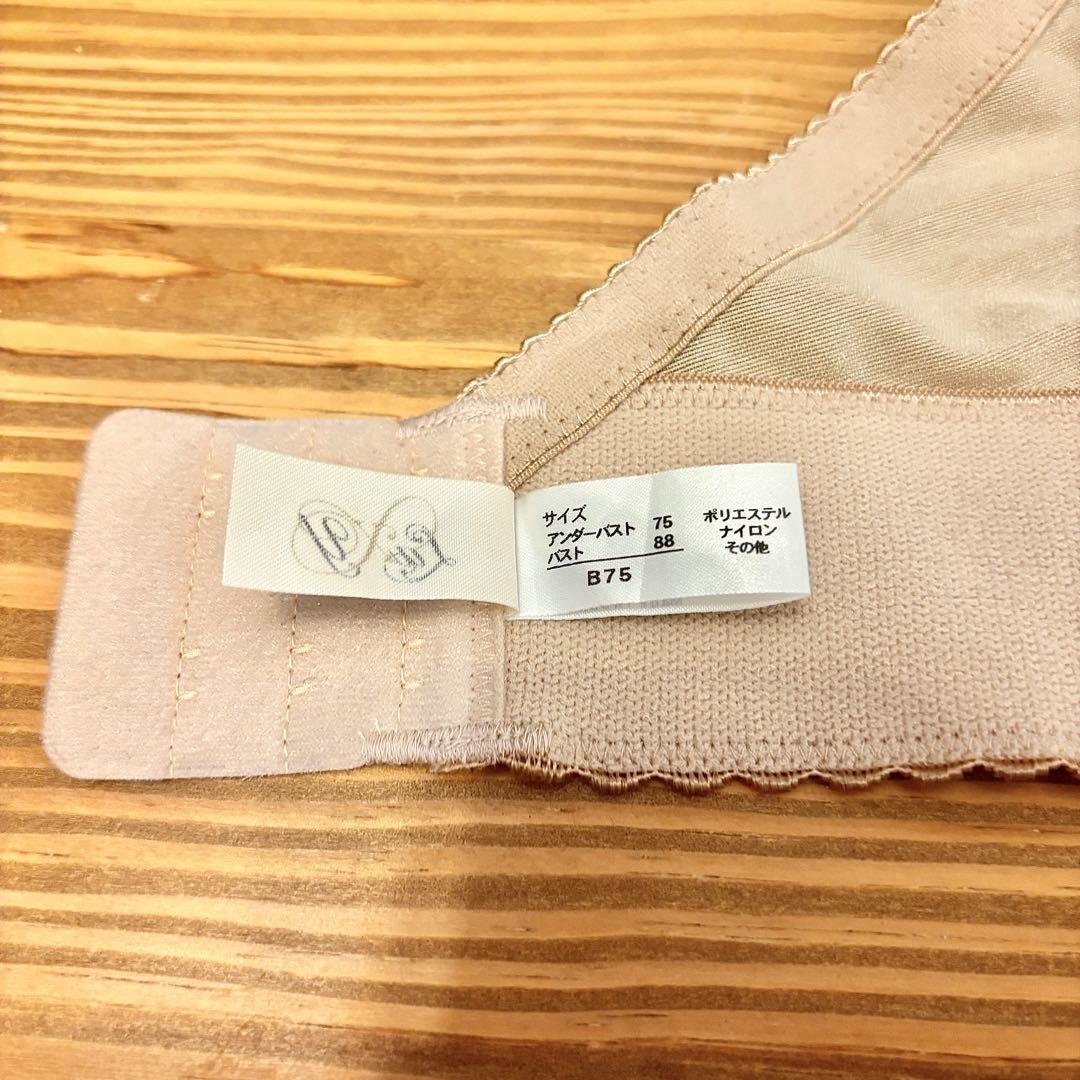 サイズ
アンダーバスト 75
バスト 88
B75
ポリエステル
ナイロン
その他